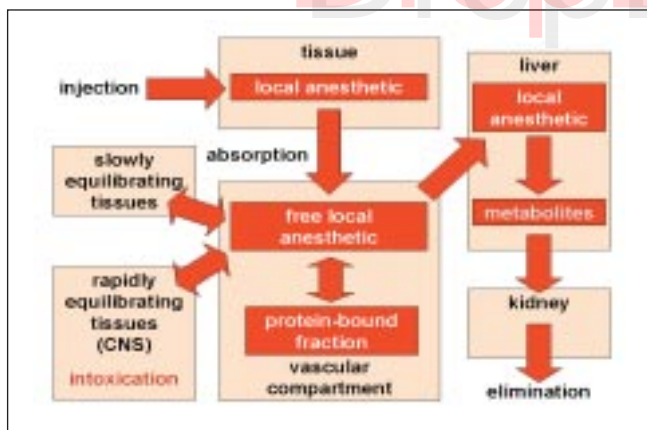 tissue
injection
local anesthetic
liver
local
anesthetic
absorption
slowly
equilibrating
tissues
free local
anesthetic
metabolites
rapidly
equilibrating
tissues
(CNS)
intoxication
protein-bound
fraction
vascular
compartment
kidney
elimination